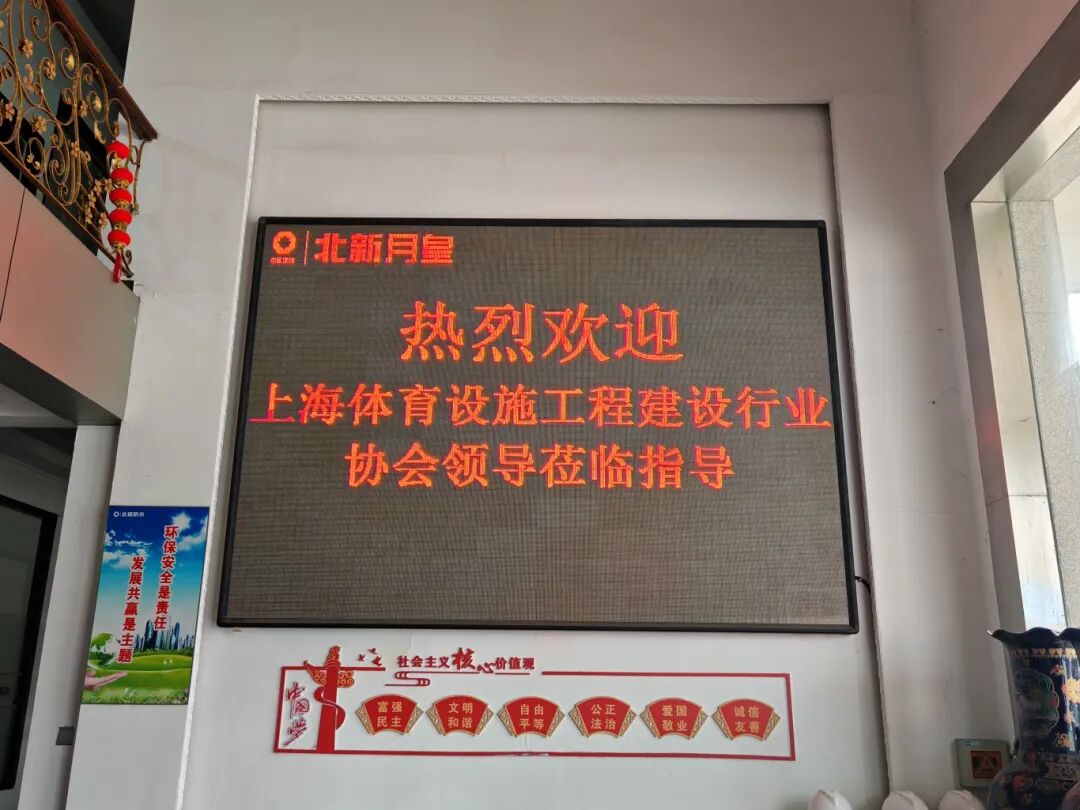 北新月皇
热烈欢迎
上海体育设施工程建设行业
协会领导莅临指导
北新防水
环保安全是责任
发展共赢是主题
中国梦
社会主义核心价值观
富强
民主
文明
和谐
自由
平等
公正
法治
爱国
敬业
诚信
友善